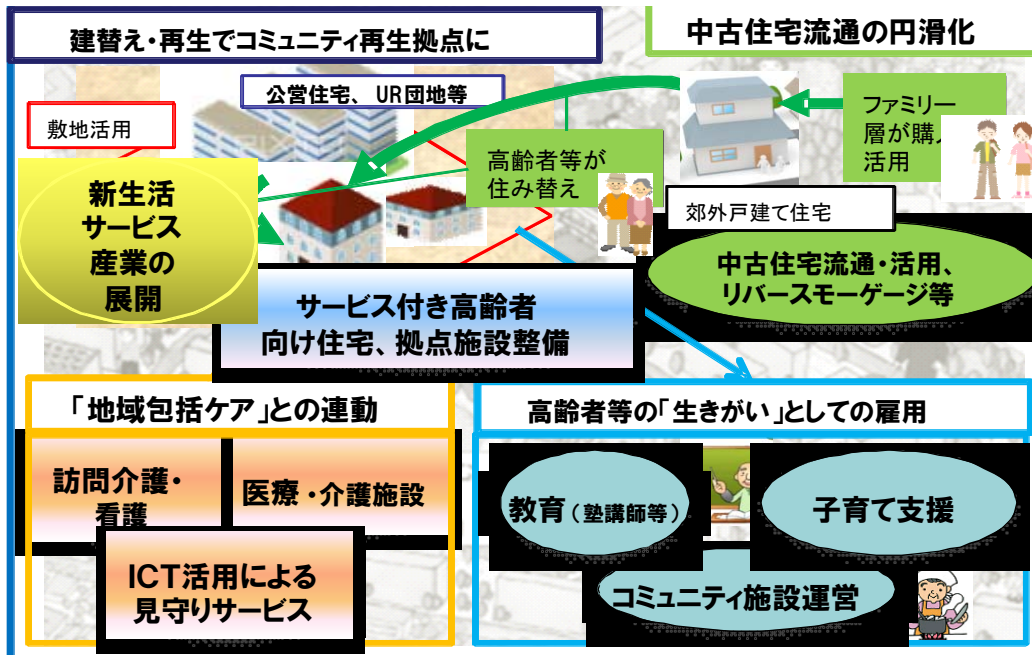 建替え・再生でコミュニティ再生拠点に
中古住宅流通の円滑化
公営住宅、UR団地等
敷地活用
高齢者等が
住み替え
ファミリー
層が購
活用
郊外戸建て住宅
新生活
サービス
産業の
展開
中古住宅流通・活用、
リバースモーゲージ等
サービス付き高齢者
向け住宅、拠点施設整備
「地域包括ケア」との連動
訪問介護・
看護
医療・介護施設
ICT活用による
見守りサービス
高齢者等の「生きがい」としての雇用
教育（塾講師等）
子育て支援
コミュニティ施設運営